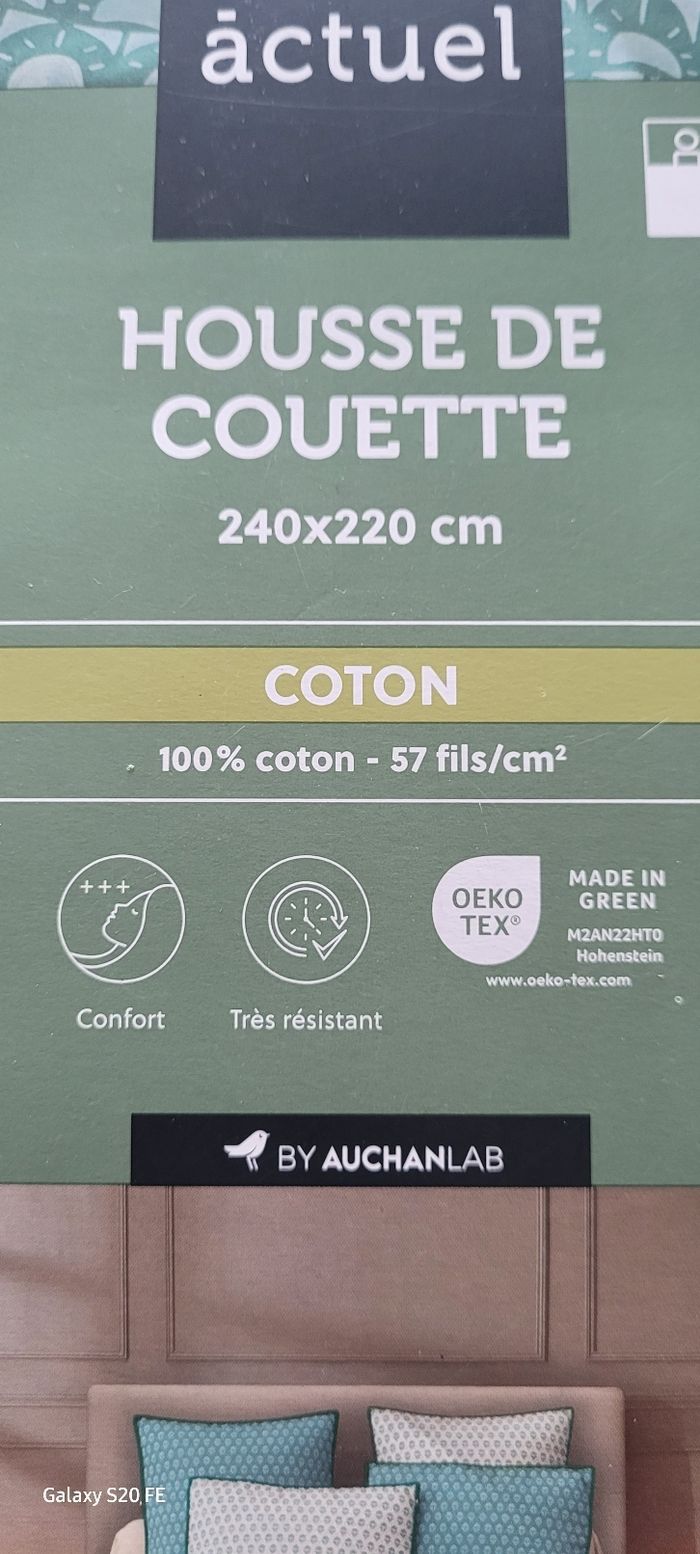 āctuel
HOUSSE DE
COUETTE
240x220 cm
COTON
100% coton - 57 fils/cm²
+++
Confort
Très résistant
OEKO
TEX®
MADE IN
GREEN
M2AN22HT0
Hohenstein
www.oeko-tex.com
BY AUCHANLAB
Galaxy S20 FE